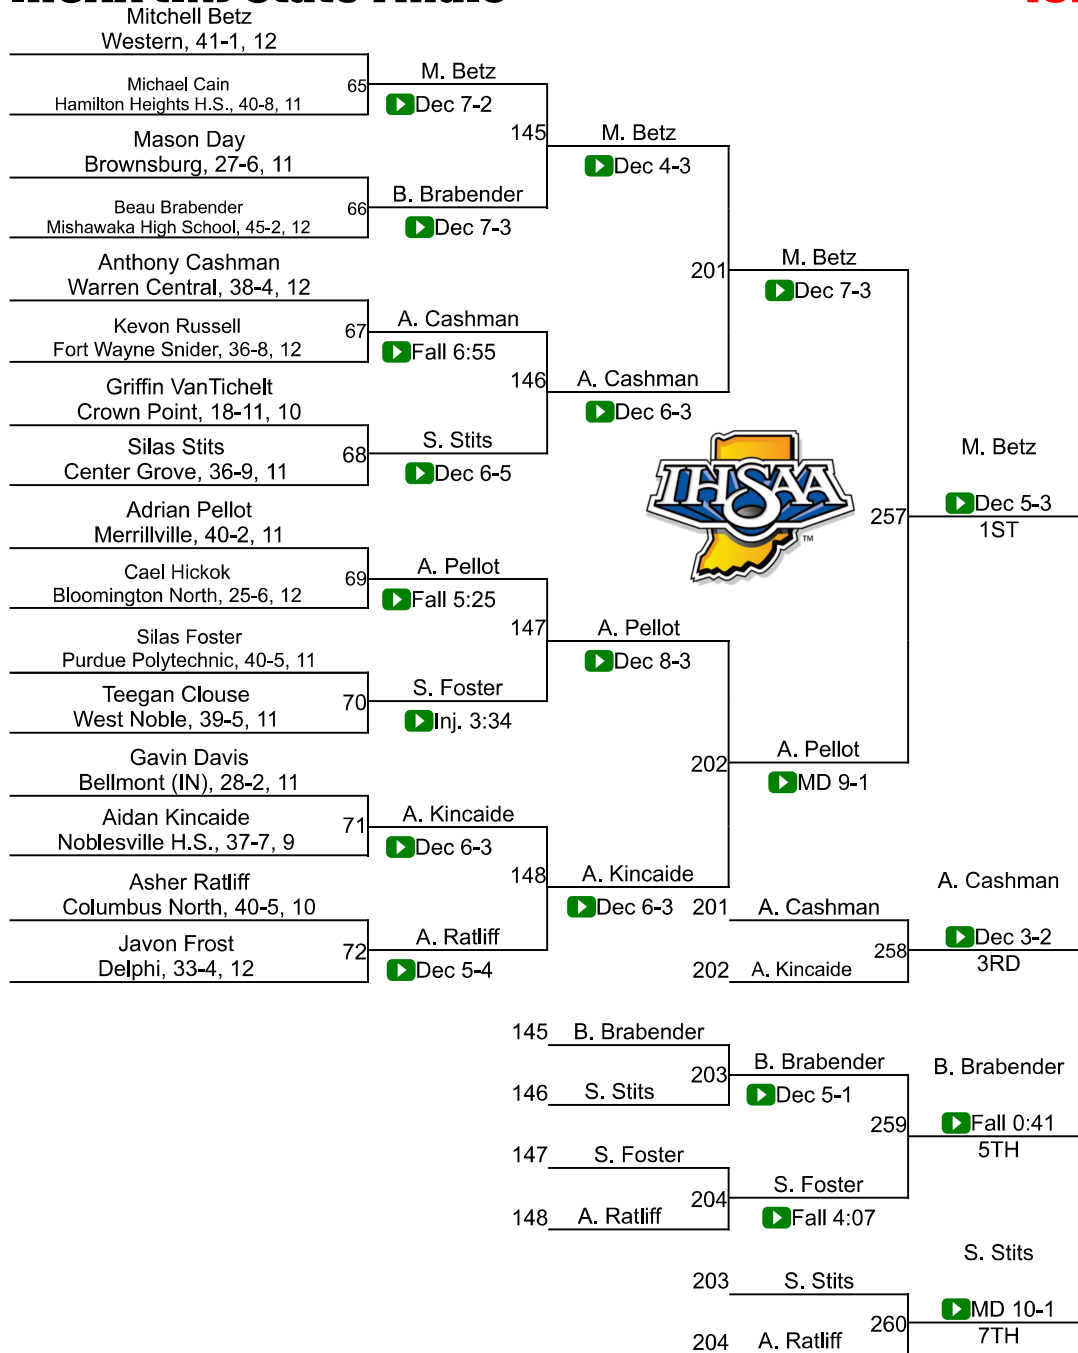 State Finals
Mitchell Betz
Western, 41-1, 12
Michael Cain
Hamilton Heights H.S., 40-8, 11
65
M. Betz
Dec 7-2
Mason Day
Brownsburg, 27-6, 11
Beau Brabender
Mishawaka High School, 45-2, 12
66
B. Brabender
Dec 7-3
145
M. Betz
Dec 4-3
Anthony Cashman
Warren Central, 38-4, 12
Kevon Russell
Fort Wayne Snider, 36-8, 12
67
A. Cashman
Fall 6:55
Griffin VanTichelt
Crown Point, 18-11, 10
Silas Stits
Center Grove, 36-9, 11
68
S. Stits
Dec 6-5
146
A. Cashman
Dec 6-3
201
M. Betz
Dec 7-3
IHSAA
TM
Adrian Pellot
Merrillville, 40-2, 11
Cael Hickok
Bloomington North, 25-6, 12
69
A. Pellot
Fall 5:25
Silas Foster
Purdue Polytechnic, 40-5, 11
Teegan Clouse
West Noble, 39-5, 11
70
S. Foster
Inj. 3:34
147
A. Pellot
Dec 8-3
Gavin Davis
Bellmont (IN), 28-2, 11
Aidan Kincaide
Noblesville H.S., 37-7, 9
71
A. Kincaide
Dec 6-3
Asher Ratliff
Columbus North, 40-5, 10
Javon Frost
Delphi, 33-4, 12
72
A. Ratliff
Dec 5-4
148
A. Kincaide
Dec 6-3
202
A. Pellot
MD 9-1
257
M. Betz
Dec 5-3
1ST
201
A. Cashman
202
A. Kincaide
258
A. Cashman
Dec 3-2
3RD
145
B. Brabender
146
S. Stits
203
B. Brabender
Dec 5-1
147
S. Foster
148
A. Ratliff
204
S. Foster
Fall 4:07
259
B. Brabender
Fall 0:41
5TH
203
S. Stits
204
A. Ratliff
260
S. Stits
MD 10-1
7TH